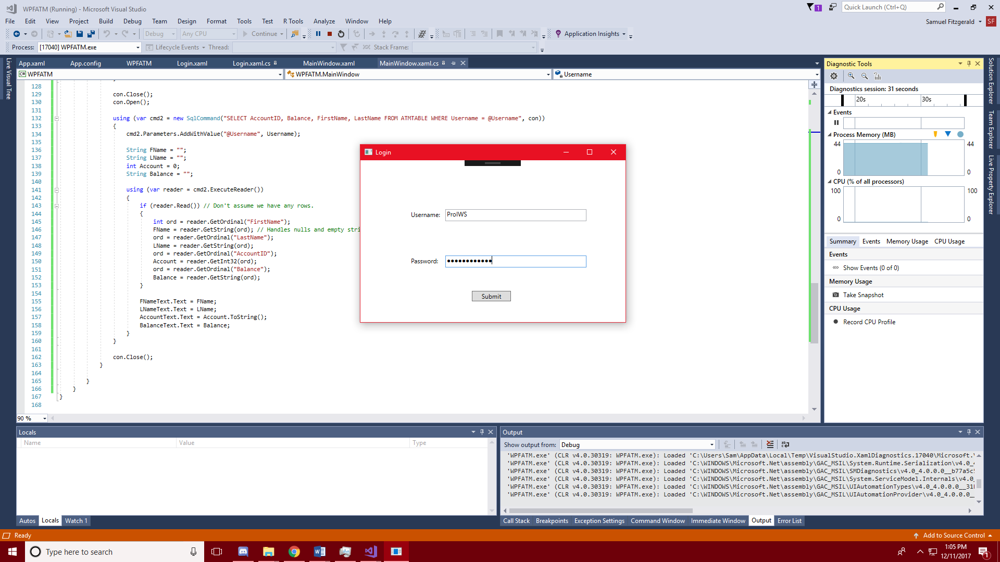 WPFATM (Running) - Microsoft Visual Studio
1
Quick Launch (Ctrl+Q)
File Edit View Project Build Debug Team Design Format Tools Test R Tools Analyze Window Help
Samuel Fitzgerald SF
Debug Any CPU Continue Application Insights
Process: [17040] WPFATM.exe Lifecycle Events Thread: Stack Frame:
Live Visual Tree
App.xaml App.config WPFATM Login.xaml Login.xaml.cs MainWindow.xaml MainWindow.xaml.cs
C# WPFATM WPFATM.MainWindow Username
128
129 con.Close();
130 con.Open();
131
132 using (var cmd2 = new SqlCommand("SELECT AccountID, Balance, FirstName, LastName FROM ATMTABLE WHERE Username = @Username", con))
133 {
134 cmd2.Parameters.AddWithValue("@Username", Username);
135
136 String FName = "";
137 String LName = "";
138 int Account = 0;
139 String Balance = "";
140
141 using (var reader = cmd2.ExecuteReader())
142 {
143 if (reader.Read()) // Don't assume we have any rows.
144 {
145 int ord = reader.GetOrdinal("FirstName");
146 FName = reader.GetString(ord); // Handles nulls and empty stri
147 ord = reader.GetOrdinal("LastName");
148 LName = reader.GetString(ord);
149 ord = reader.GetOrdinal("AccountID");
150 Account = reader.GetInt32(ord);
151 ord = reader.GetOrdinal("Balance");
152 Balance = reader.GetString(ord);
153 }
154
155 FNameText.Text = FName;
156 LNameText.Text = LName;
157 AccountText.Text = Account.ToString();
158 BalanceText.Text = Balance;
159 }
160 }
161
162 con.Close();
163 }
164
165 }
166 }
167 }
168
90 %
Login
Username: ProIWS
Password: ●●●●●●●●●●●●
Submit
Diagnostic Tools
Diagnostics session: 31 seconds
20s 30s
Events
Process Memory (MB)
44 44
0 0
CPU (% of all processors)
100 100
0 0
Summary Events Memory Usage CPU Usage
Events
Show Events (0 of 0)
Memory Usage
Take Snapshot
CPU Usage
Record CPU Profile
Solution Explorer
Team Explorer
Live Property Explorer
Locals
Name Value Type
Autos Locals Watch 1
Output
Show output from: Debug
'WPFATM.exe' (CLR v4.0.30319: WPFATM.exe): Loaded 'C:\Users\Sam\AppData\Local\Temp\VisualStudio.XamlDiagnostics.17040\Microsoft.
'WPFATM.exe' (CLR v4.0.30319: WPFATM.exe): Loaded 'C:\WINDOWS\Microsoft.Net\assembly\GAC_MSIL\System.Runtime.Serialization\v4.0_4
'WPFATM.exe' (CLR v4.0.30319: WPFATM.exe): Loaded 'C:\WINDOWS\Microsoft.Net\assembly\GAC_MSIL\SMDiagnostics\v4.0_4.0.0.0__b77a5c5
'WPFATM.exe' (CLR v4.0.30319: WPFATM.exe): Loaded 'C:\WINDOWS\Microsoft.Net\assembly\GAC_MSIL\System.ServiceModel.Internals\v4.0_
'WPFATM.exe' (CLR v4.0.30319: WPFATM.exe): Loaded 'C:\WINDOWS\Microsoft.Net\assembly\GAC_MSIL\UIAutomationTypes\v4.0_4.0.0.0__31
'WPFATM.exe' (CLR v4.0.30319: WPFATM.exe): Loaded 'C:\WINDOWS\Microsoft.Net\assembly\GAC_MSIL\UIAutomationProvider\v4.0_4.0.0.0__
Call Stack Breakpoints Exception Settings Command Window Immediate Window Output Error List
Ready
Add to Source Control
Type here to search
1:05 PM
12/11/2017
1